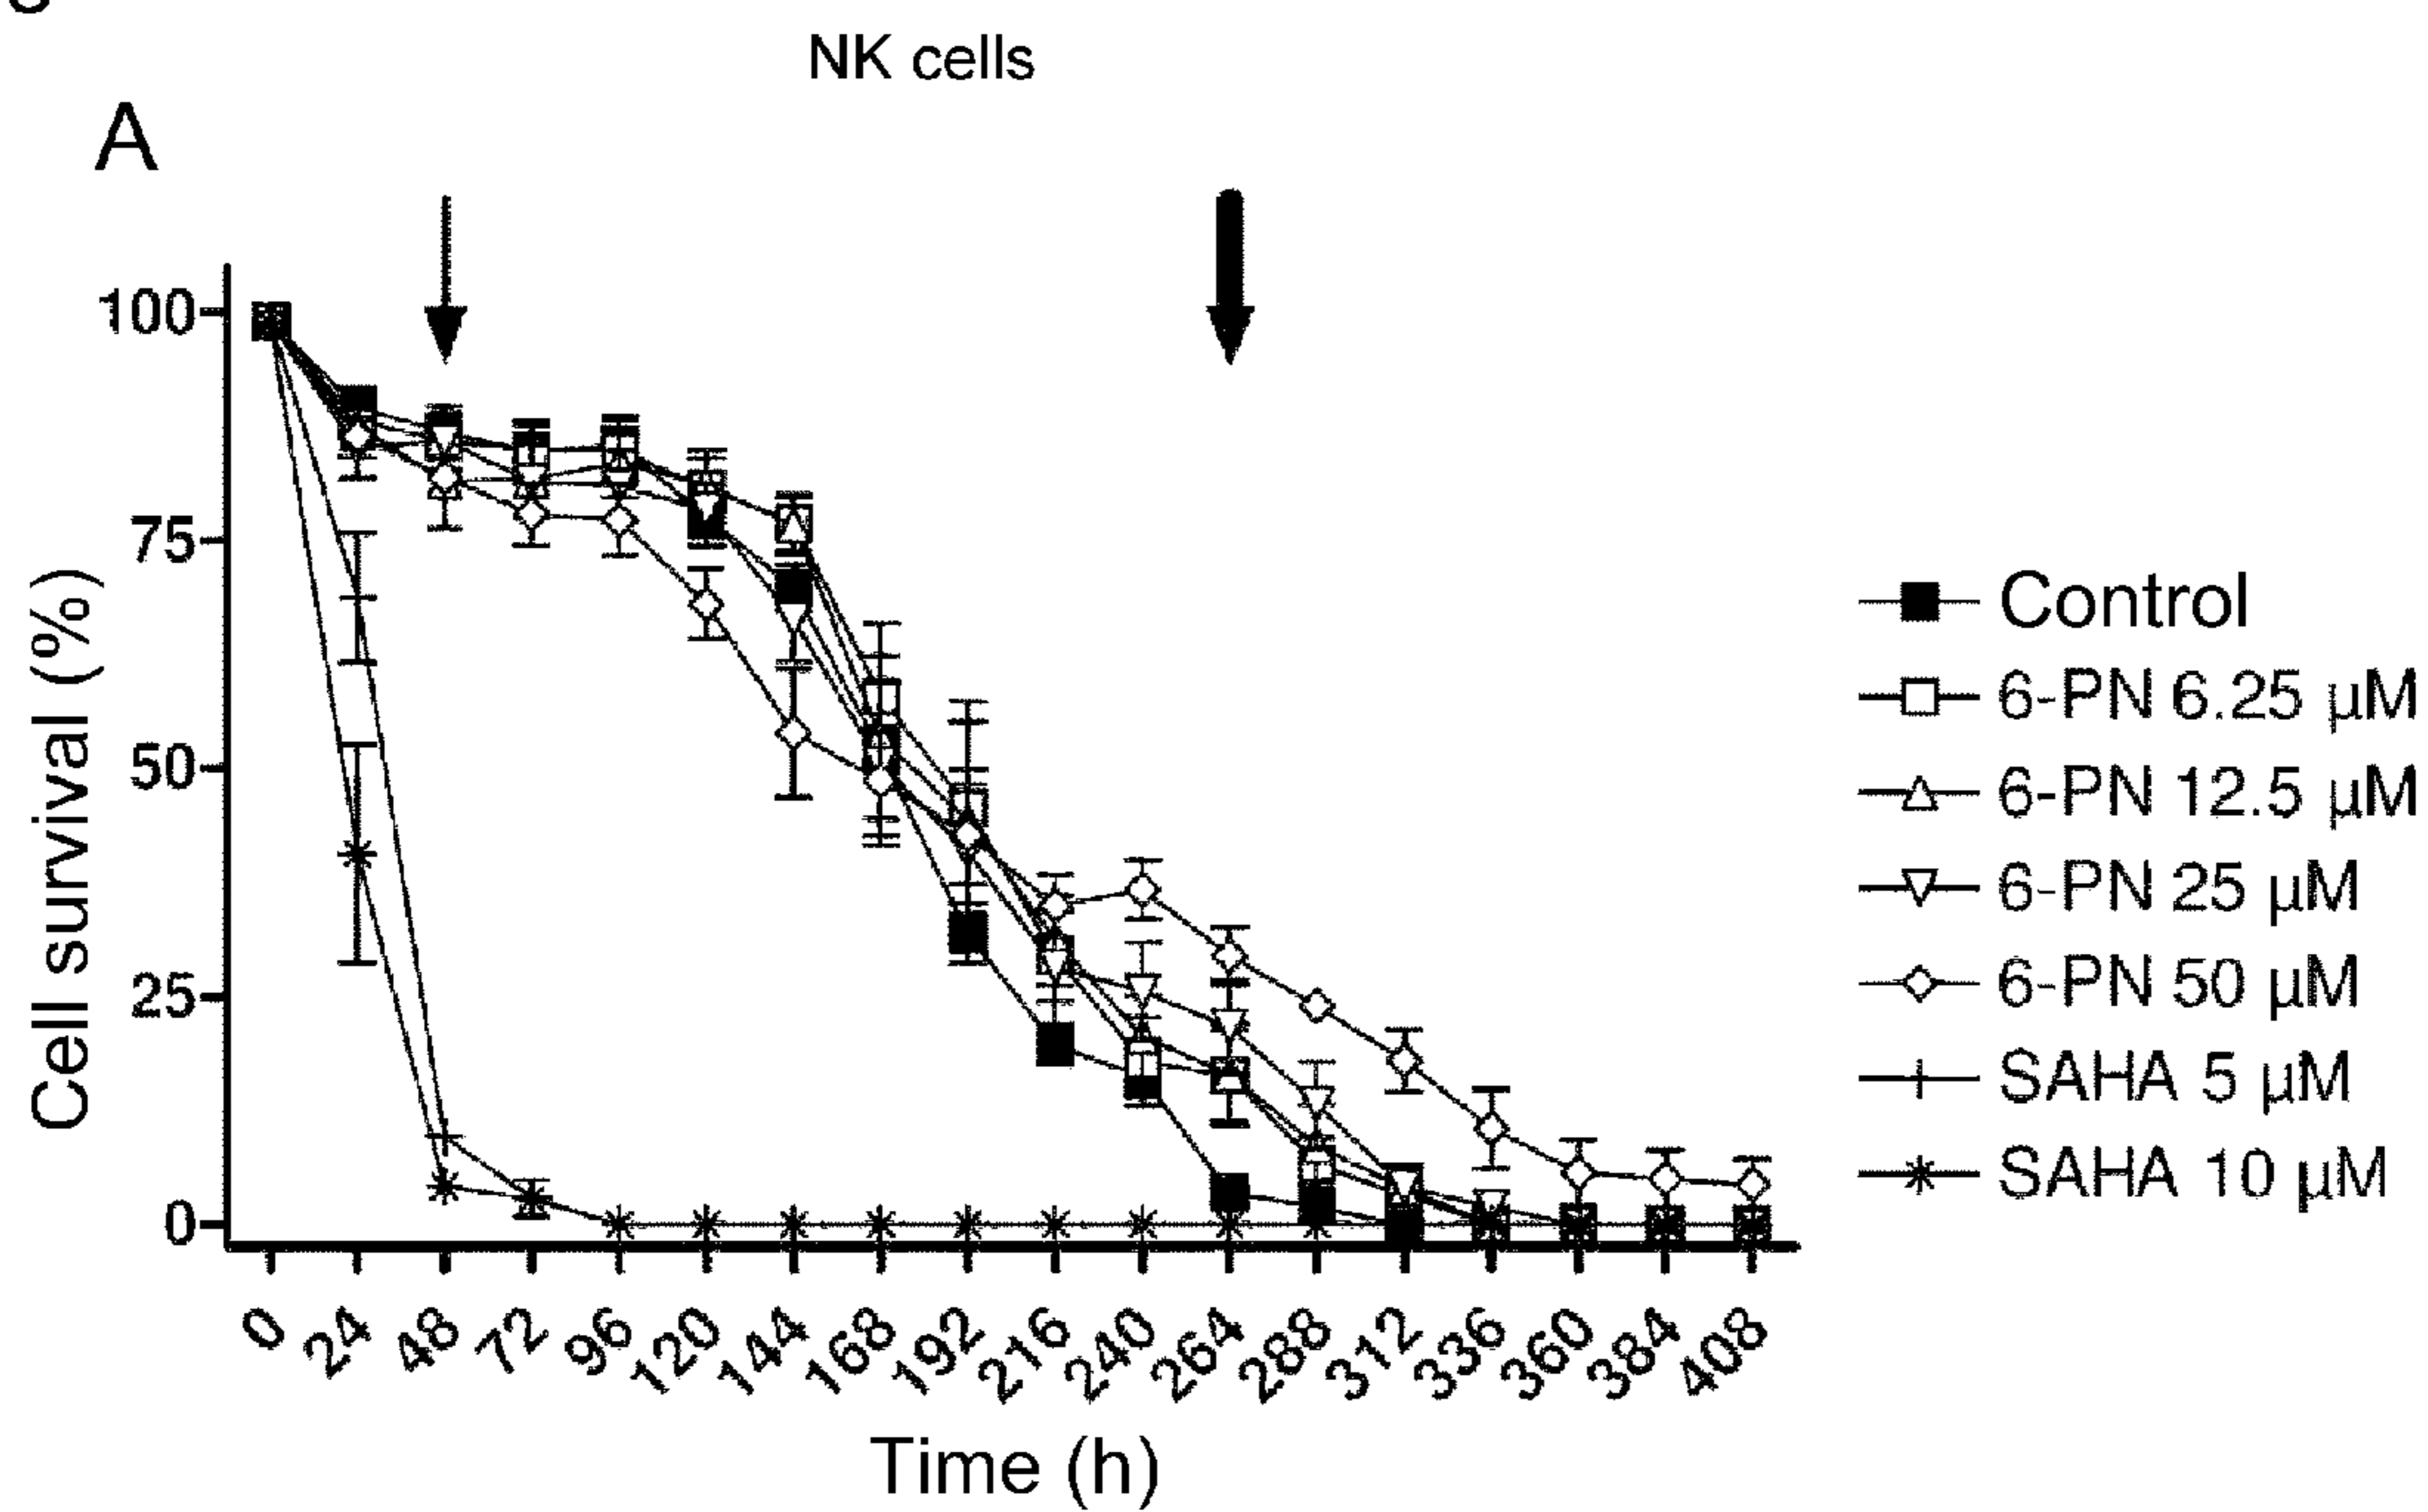 NK cells
A
100
75
50
25
0
Cell survival (%)
0 24 48 72 96 120 144 168 192 216 240 264 288 312 336 360 384 408
Time (h)
Control
6-PN 6.25 µM
6-PN 12.5 µM
6-PN 25 µM
6-PN 50 µM
SAHA 5 µM
SAHA 10 µM